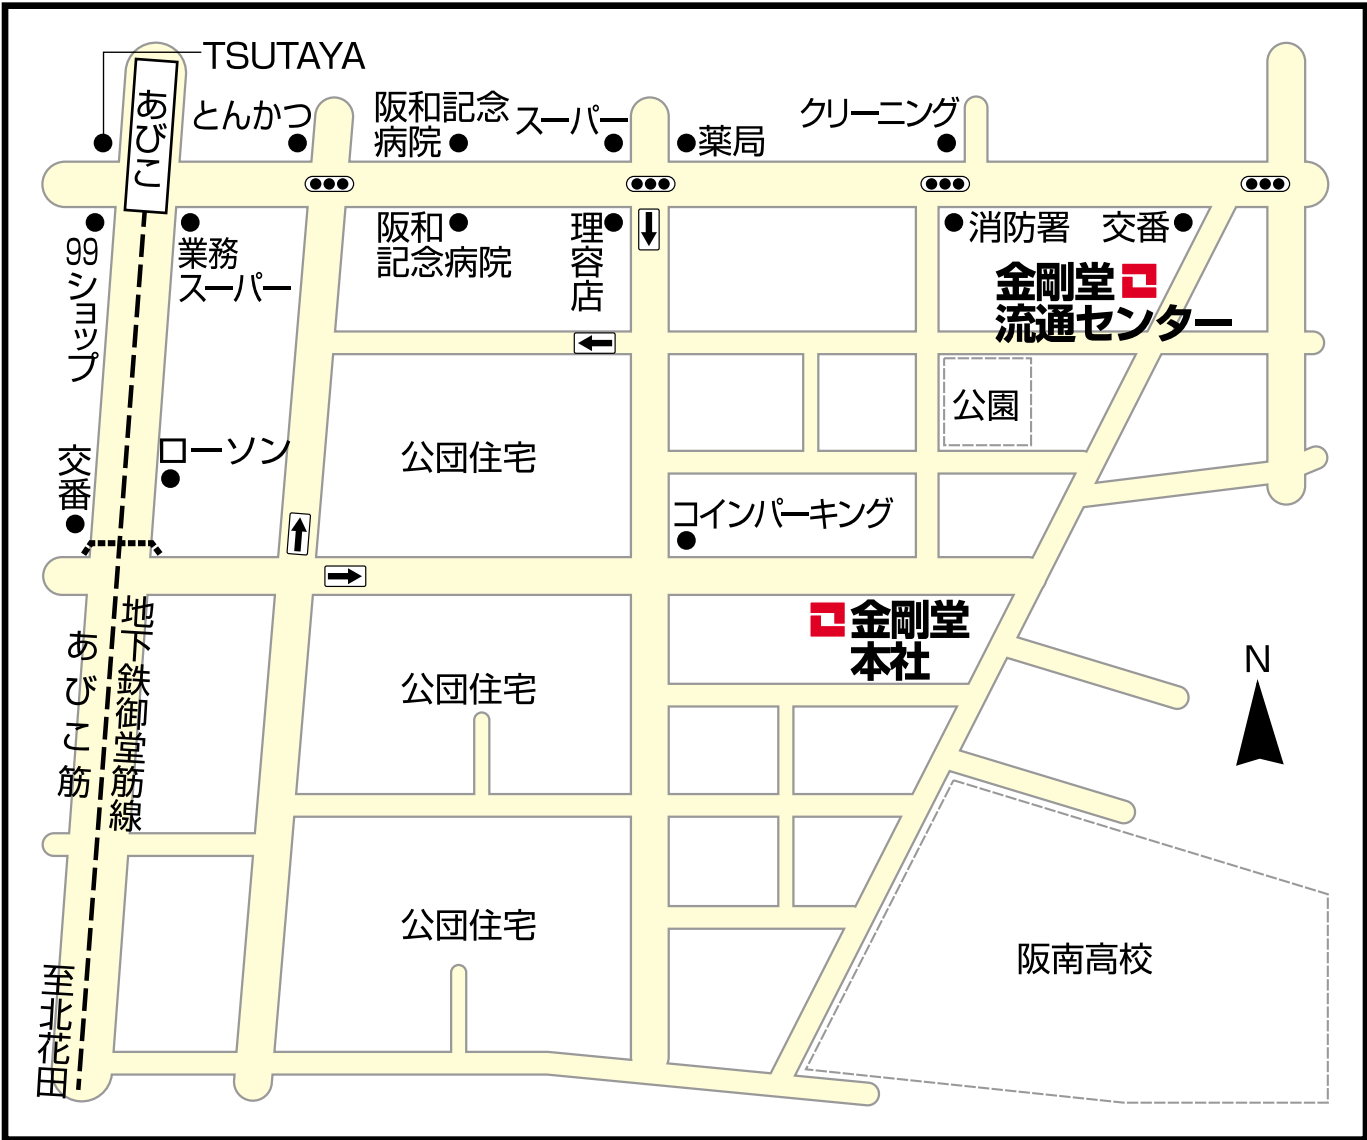 TSUTAYA
あびこ
とんかつ
阪和記念
病院
スーパー
薬局
クリーニング
99
ショップ
業務
スーパー
阪和
記念病院
理容店
消防署
交番
金剛堂
流通センター
公園
交番
ローソン
公団住宅
コインパーキング
金剛堂
本社
地下鉄御堂筋線
あびこ筋
公団住宅
N
公団住宅
阪南高校
至北花田